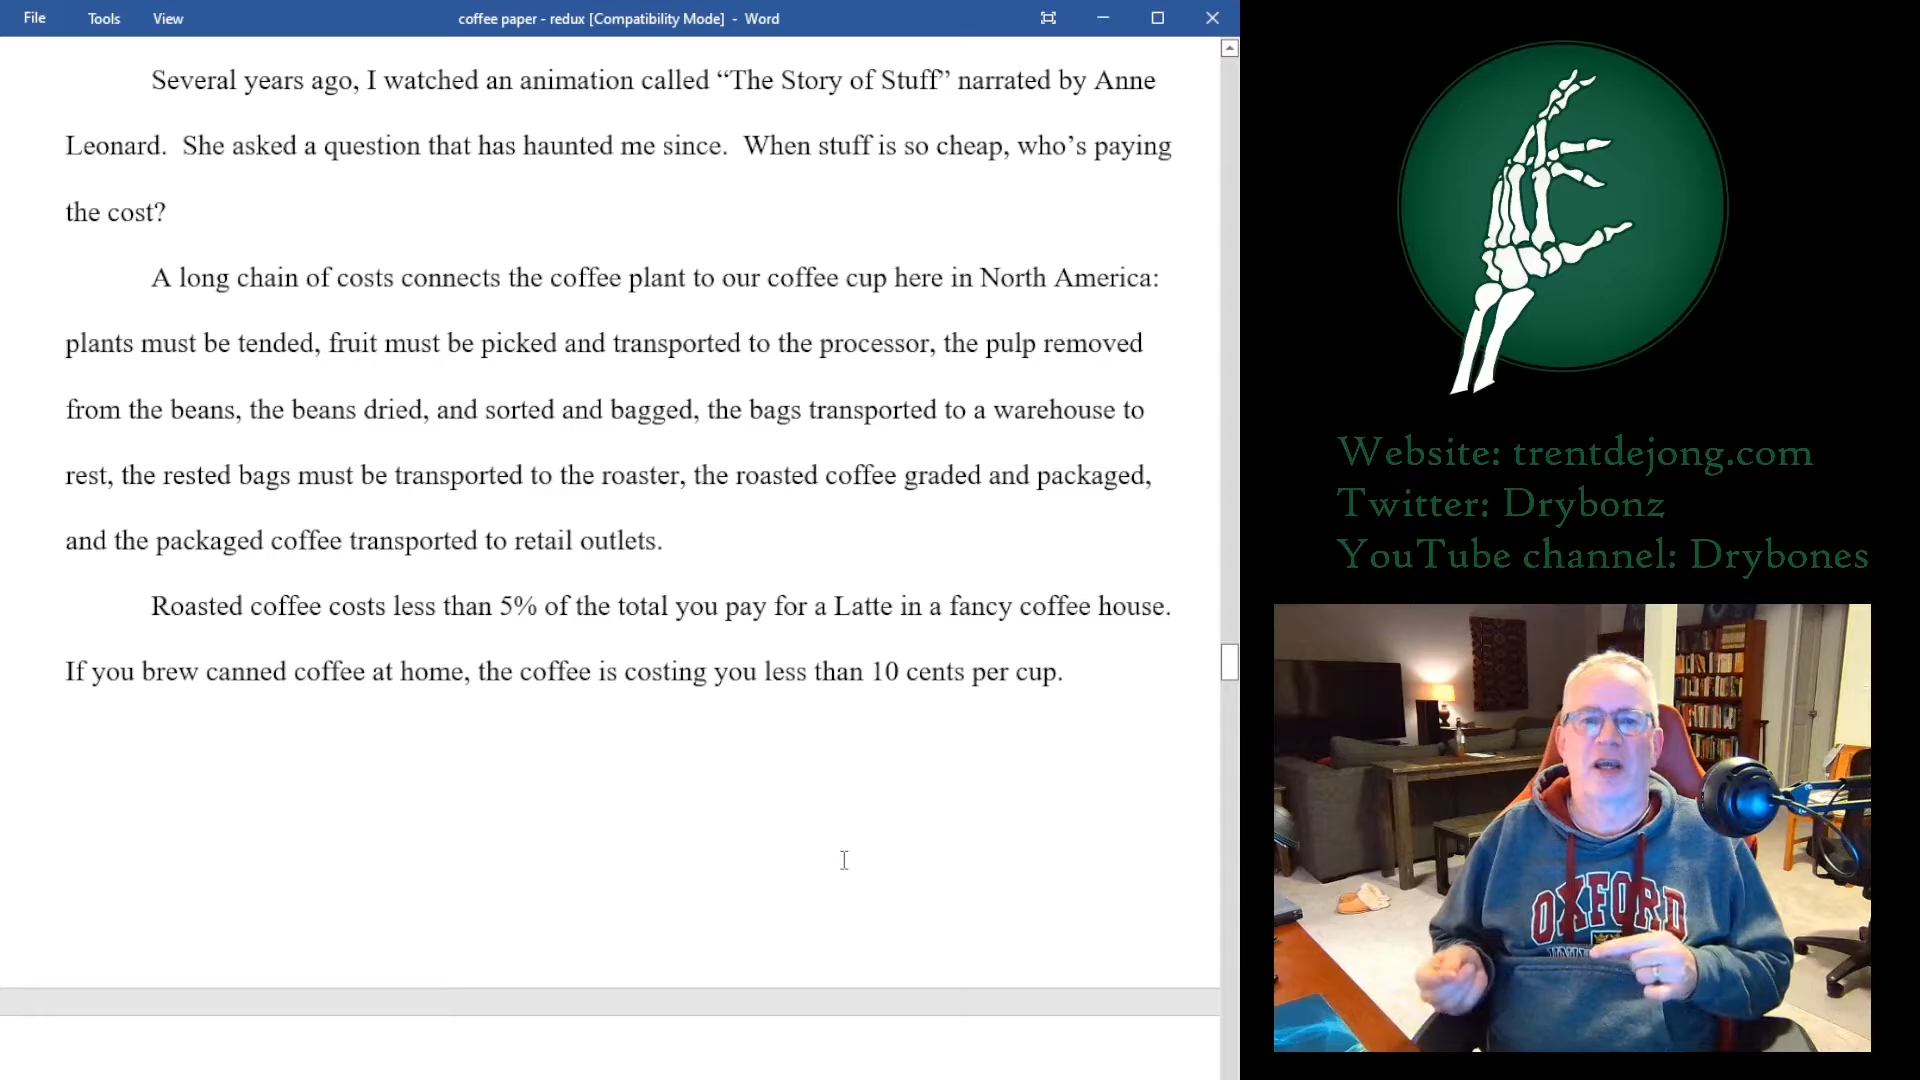 File Tools View coffee paper - redux [Compatibility Mode] - Word
Several years ago, I watched an animation called “The Story of Stuff” narrated by Anne
Leonard.  She asked a question that has haunted me since.  When stuff is so cheap, who’s paying
the cost?
A long chain of costs connects the coffee plant to our coffee cup here in North America:
plants must be tended, fruit must be picked and transported to the processor, the pulp removed
from the beans, the beans dried, and sorted and bagged, the bags transported to a warehouse to
rest, the rested bags must be transported to the roaster, the roasted coffee graded and packaged,
and the packaged coffee transported to retail outlets.
Roasted coffee costs less than 5% of the total you pay for a Latte in a fancy coffee house.
If you brew canned coffee at home, the coffee is costing you less than 10 cents per cup.
Website: trentdejong.com
Twitter: Drybonz
YouTube channel: Drybones
OXFORD